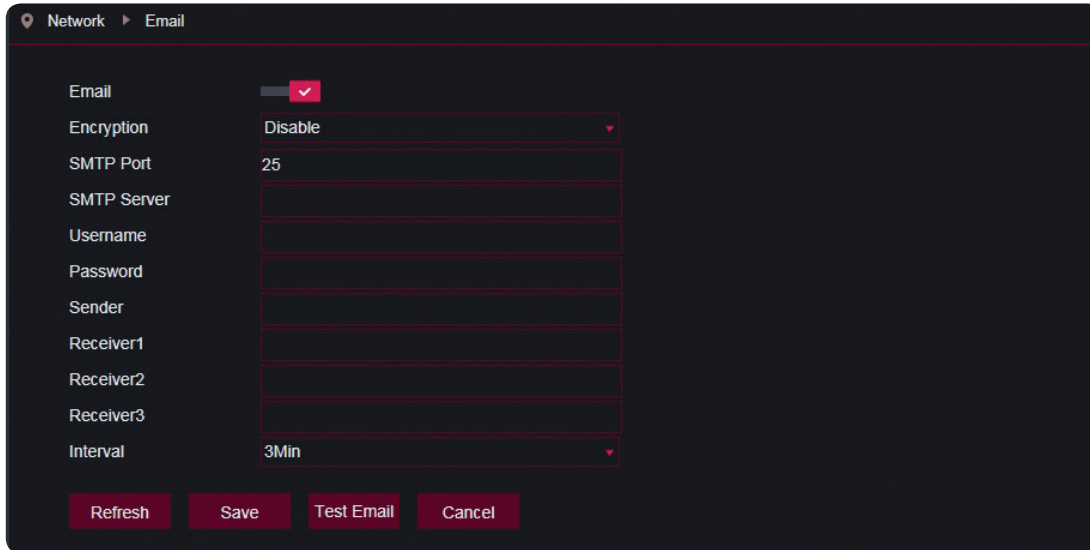 Network Email
Email
Encryption Disable
SMTP Port 25
SMTP Server
Username
Password
Sender
Receiver1
Receiver2
Receiver3
Interval 3Min
Refresh Save Test Email Cancel